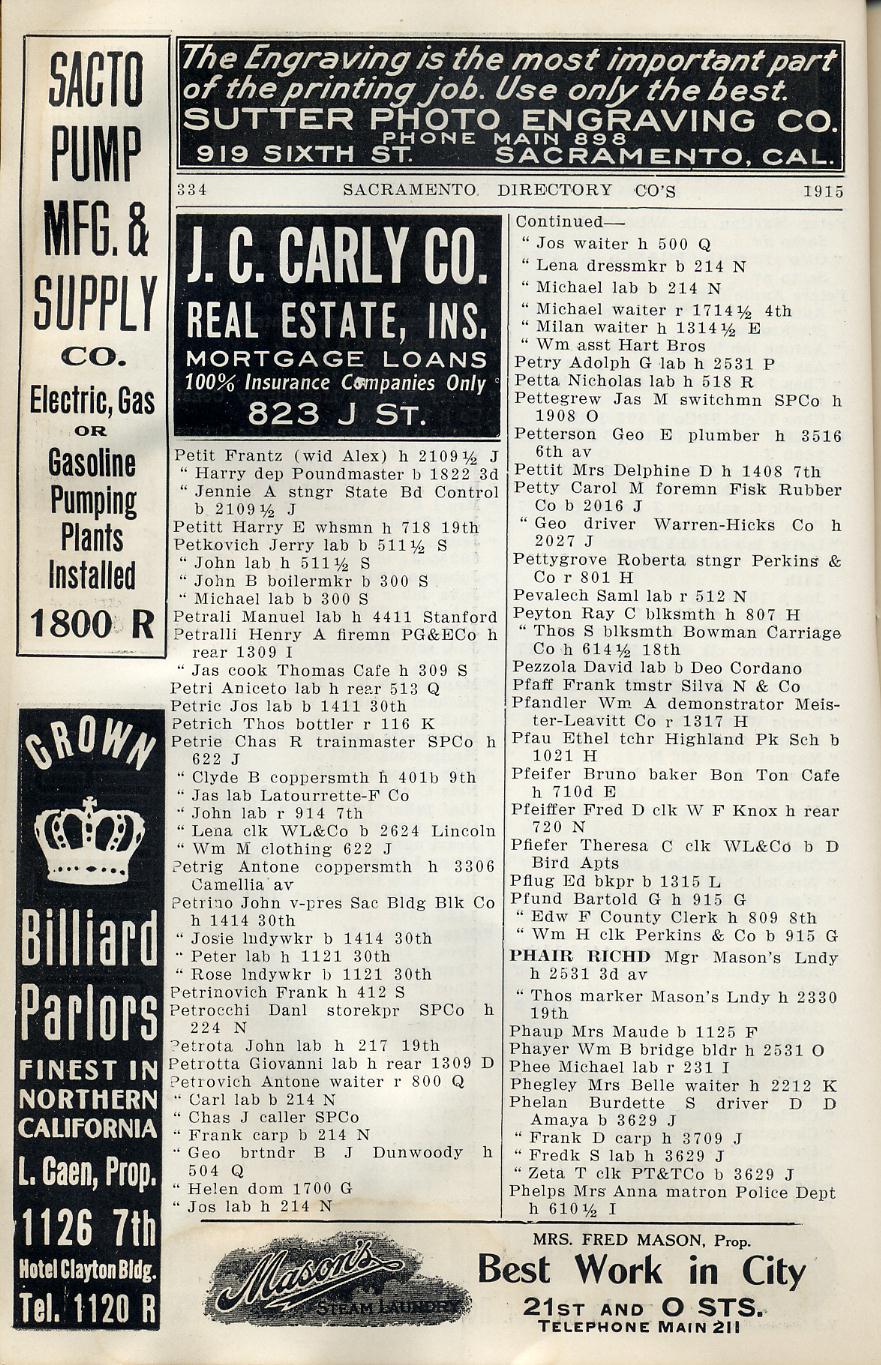 The Engraving is the most important part
of the printing job. Use only the best.
SUTTER PHOTO ENGRAVING CO.
PHONE MAIN 898
919 SIXTH ST. SACRAMENTO, CAL.
SACTO
PUMP
MFG. &
SUPPLY
CO.
Electric, Gas
OR
Gasoline
Pumping
Plants
Installed
1800 R
CROWN
Billiard
Parlors
FINEST IN
NORTHERN
CALIFORNIA
L. Caen, Prop.
1126 7th
Hotel Clayton Bldg.
Tel. 1120 R
334 SACRAMENTO DIRECTORY CO'S 1915
J. C. CARLY CO.
REAL ESTATE, INS.
MORTGAGE LOANS
100% Insurance Companies Only
823 J ST.
Petit Frantz (wid Alex) h 2109½ J
" Harry dep Poundmaster b 1822 3d
" Jennie A stngr State Bd Control
b 2109½ J
Petitt Harry E whsmn h 718 19th
Petkovich Jerry lab b 511½ S
" John lab h 511½ S
" John B boilermkr b 300 S
" Michael lab b 300 S
Petrali Manuel lab h 4411 Stanford
Petralli Henry A firemn PG&ECo h
rear 1309 I
" Jas cook Thomas Cafe h 309 S
Petri Aniceto lab h rear 513 Q
Petric Jos lab b 1411 30th
Petrich Thos bottler r 116 K
Petrie Chas R trainmaster SPCo h
622 J
" Clyde B coppersmth h 401b 9th
" Jas lab Latourrette-F Co
" John lab r 914 7th
" Lena clk WL&Co b 2624 Lincoln
" Wm M clothing 622 J
Petrig Antone coppersmth h 3306
Camellia av
Petrino John v-pres Sac Bldg Blk Co
h 1414 30th
" Josie lndywkr b 1414 30th
" Peter lab h 1121 30th
" Rose lndywkr b 1121 30th
Petrinovich Frank h 412 S
Petrocchi Danl storekpr SPCo h
224 N
Petrota John lab h 217 19th
Petrotta Giovanni lab h rear 1309 D
Petrovich Antone waiter r 800 Q
" Carl lab b 214 N
" Chas J caller SPCo
" Frank carp b 214 N
" Geo brtndr B J Dunwoody h
504 Q
" Helen dom 1700 G
" Jos lab h 214 N
Continued—
" Jos waiter h 500 Q
" Lena dressmkr b 214 N
" Michael lab b 214 N
" Michael waiter r 1714½ 4th
" Milan waiter h 1314½ E
" Wm asst Hart Bros
Petry Adolph G lab h 2531 P
Petta Nicholas lab h 518 R
Pettegrew Jas M switchmn SPCo h
1908 O
Petterson Geo E plumber h 3516
6th av
Pettit Mrs Delphine D h 1408 7th
Petty Carol M foremn Fisk Rubber
Co b 2016 J
" Geo driver Warren-Hicks Co h
2027 J
Pettygrove Roberta stngr Perkins &
Co r 801 H
Pevalech Saml lab r 512 N
Peyton Ray C blksmth h 807 H
" Thos S blksmth Bowman Carriage
Co h 614½ 18th
Pezzola David lab b Deo Cordano
Pfaff Frank tmstr Silva N & Co
Pfandler Wm A demonstrator Meis-
ter-Leavitt Co r 1317 H
Pfau Ethel tchr Highland Pk Sch b
1021 H
Pfeifer Bruno baker Bon Ton Cafe
h 710d E
Pfeiffer Fred D clk W F Knox h rear
720 N
Pfiefer Theresa C clk WL&Co b D
Bird Apts
Pflug Ed bkpr b 1315 L
Pfund Bartold G h 915 G
" Edw F County Clerk h 809 8th
" Wm H clk Perkins & Co b 915 G
PHAIR RICHD Mgr Mason's Lndy
h 2531 3d av
" Thos marker Mason's Lndy h 2330
19th
Phaup Mrs Maude b 1125 F
Phayer Wm B bridge bldr h 2531 O
Phee Michael lab r 231 I
Phegley Mrs Belle waiter h 2212 K
Phelan Burdette S driver D D
Amaya b 3629 J
" Frank D carp h 3709 J
" Fredk S lab h 3629 J
" Zeta T clk PT&TCo b 3629 J
Phelps Mrs Anna matron Police Dept
h 610½ I
Mason's
STEAM LAUNDRY
MRS. FRED MASON, Prop.
Best Work in City
21ST AND O STS.
TELEPHONE MAIN 211